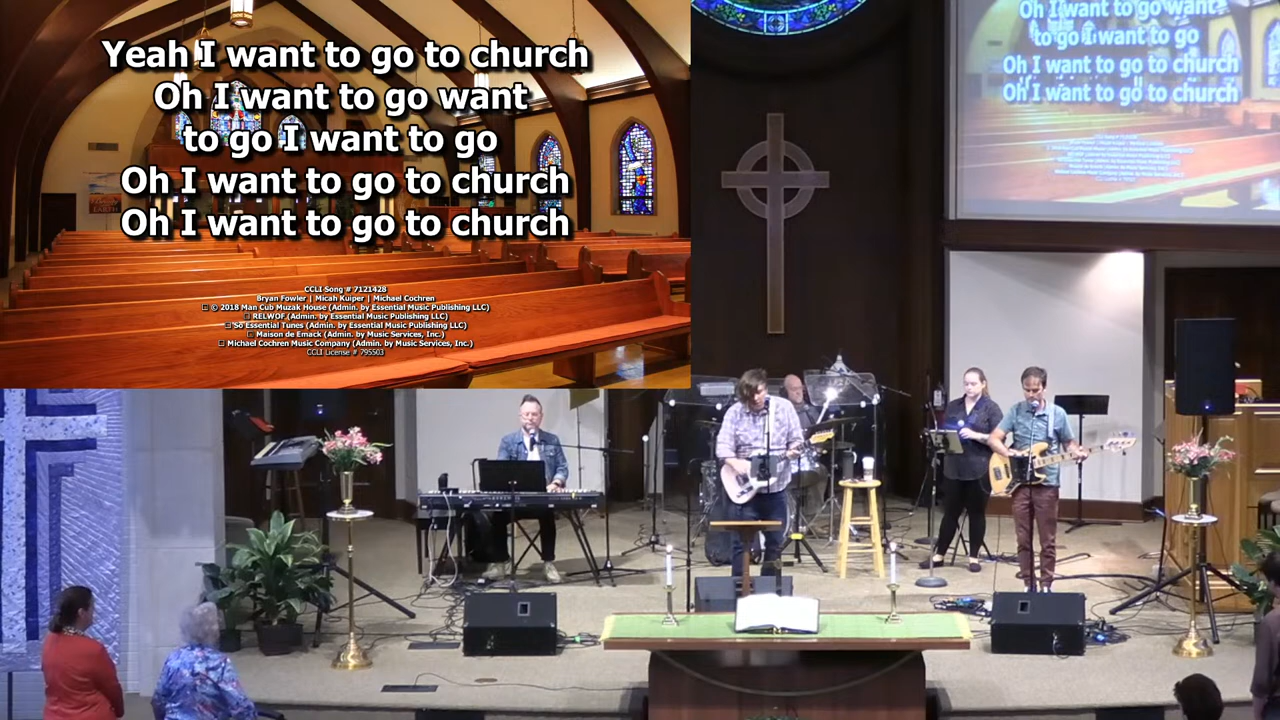 Yeah I want to go to church
Oh I want to go want
to go I want to go
Oh I want to go to church
Oh I want to go to church
CCLI Song # 7121428
Bryan Fowler | Micah Kuiper | Michael Cochren
© 2018 Man Cub Muzak House (Admin. by Essential Music Publishing LLC)
RELWOF (Admin. by Essential Music Publishing LLC)
So Essential Tunes (Admin. by Essential Music Publishing LLC)
Maison de Emack (Admin. by Music Services, Inc.)
Michael Cochren Music Company (Admin. by Music Services, Inc.)
CCLI License # 795503
Oh I want to go want
to go I want to go
Oh I want to go to church
Oh I want to go to church